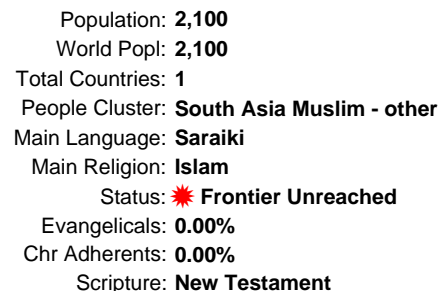 Population: 2,100
World Popl: 2,100
Total Countries: 1
People Cluster: South Asia Muslim - other
Main Language: Saraiki
Main Religion: Islam
Status: Frontier Unreached
Evangelicals: 0.00%
Chr Adherents: 0.00%
Scripture: New Testament